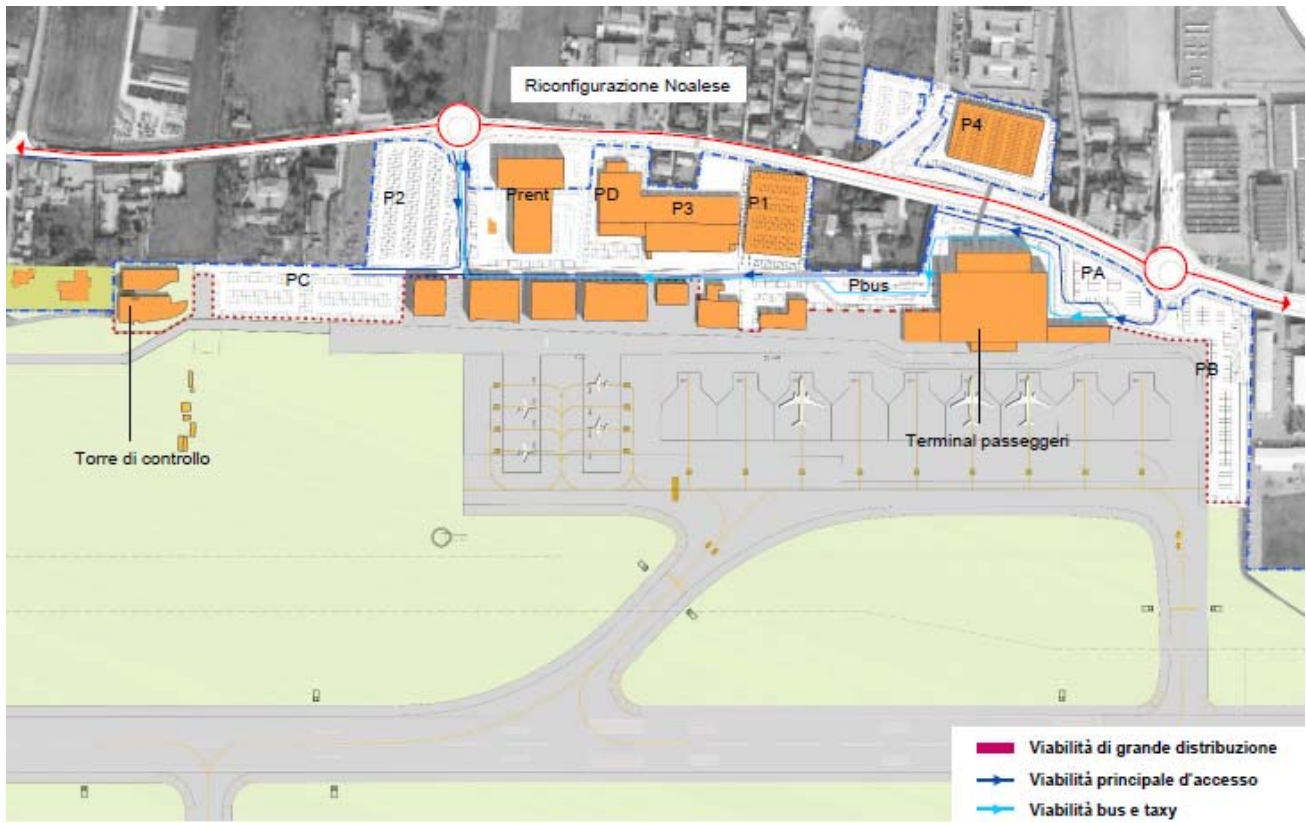 Riconfigurazione Noalese
P4
P2
Prent
PD
P3
P1
PC
Pbus
PA
PB
Torre di controllo
Terminal passeggeri
Viabilità di grande distribuzione
Viabilità principale d'accesso
Viabilità bus e taxy